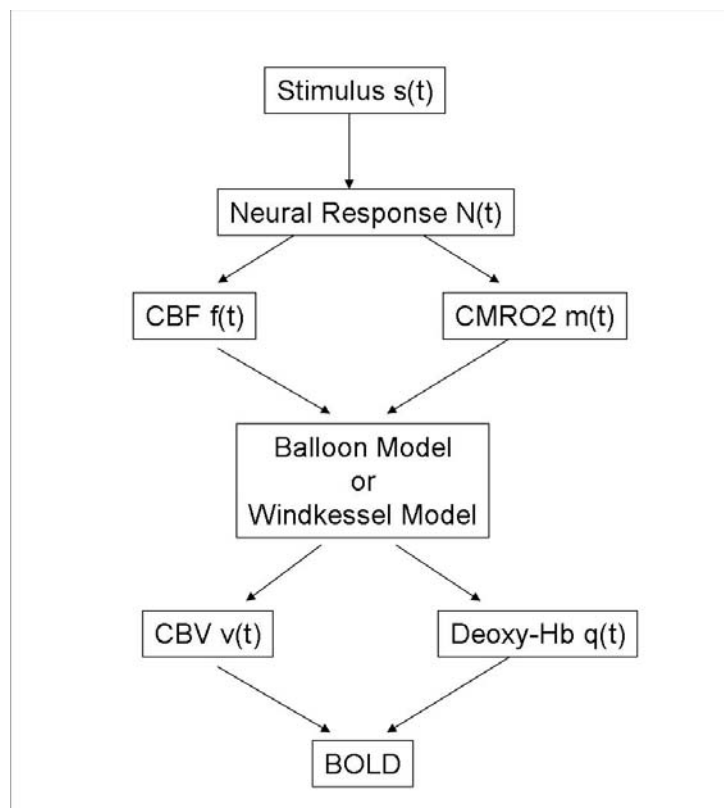 Stimulus s(t)
Neural Response N(t)
CBF f(t)
CMRO2 m(t)
Balloon Model
or
Windkessel Model
CBV v(t)
Deoxy-Hb q(t)
BOLD